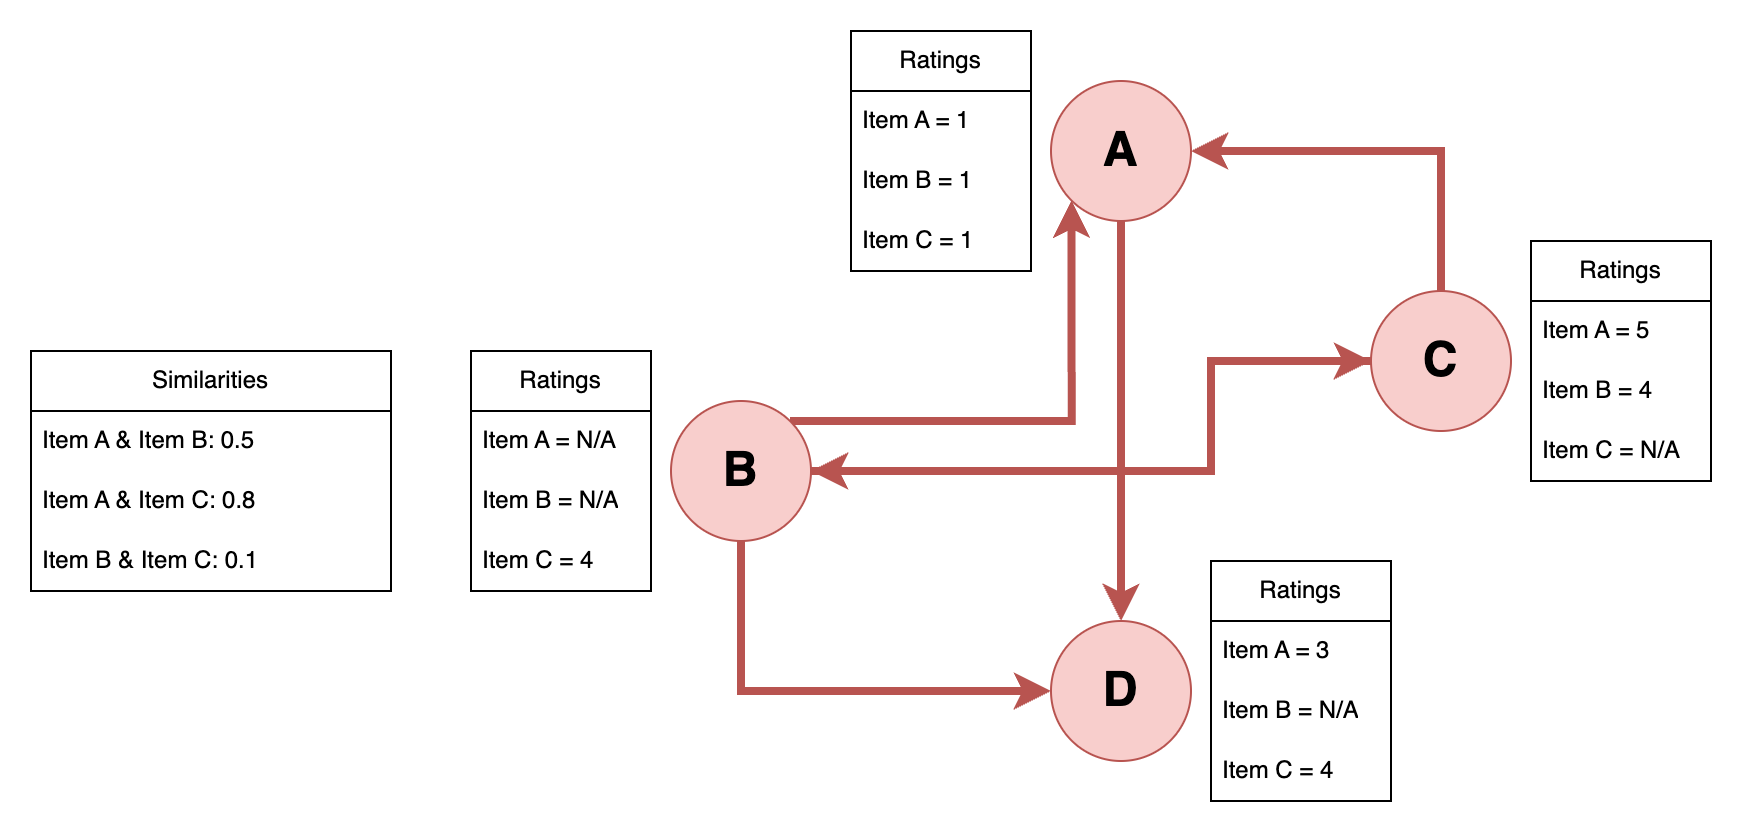 Ratings
Item A = 1
Item B = 1
Item C = 1
A
Ratings
Item A = 5
Item B = 4
Item C = N/A
C
Similarities
Item A & Item B: 0.5
Item A & Item C: 0.8
Item B & Item C: 0.1
Ratings
Item A = N/A
Item B = N/A
Item C = 4
B
D
Ratings
Item A = 3
Item B = N/A
Item C = 4